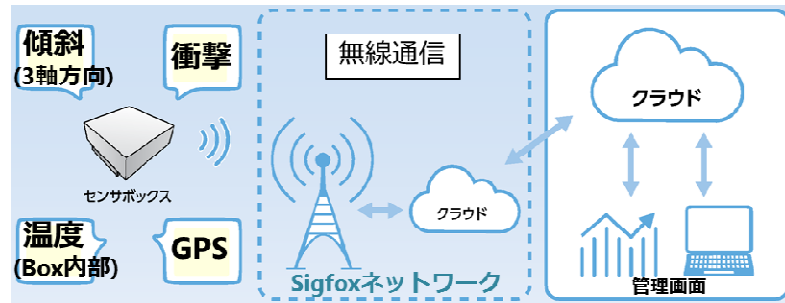 傾斜
(3軸方向)
衝撃
センサボックス
温度
(Box内部)
GPS
無線通信
クラウド
Sigfoxネットワーク
クラウド
管理画面